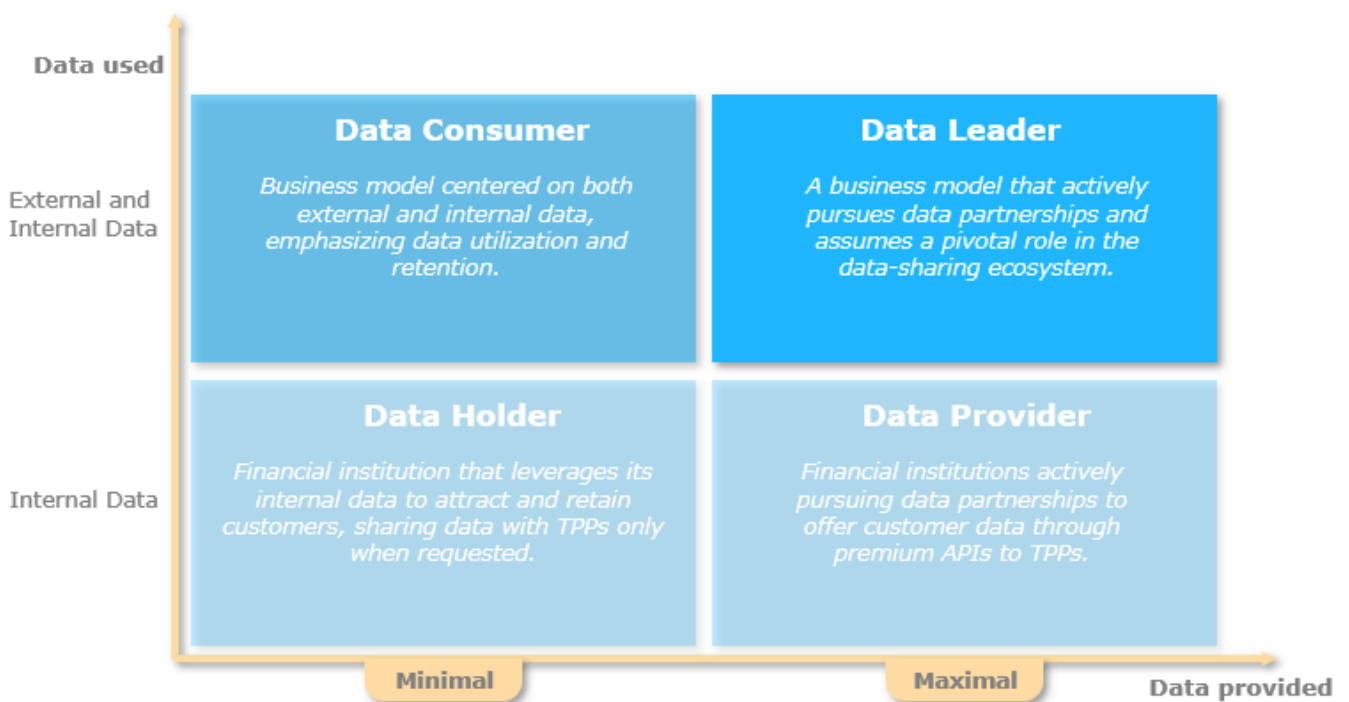 Data used
Data Consumer
Business model centered on both
external and internal data,
emphasizing data utilization and
retention.
Data Leader
A business model that actively
pursues data partnerships and
assumes a pivotal role in the
data-sharing ecosystem.
External and
Internal Data
Data Holder
Financial institution that leverages its
internal data to attract and retain
customers, sharing data with TPPs only
when requested.
Data Provider
Financial institutions actively
pursuing data partnerships to
offer customer data through
premium APIs to TPPs.
Internal Data
Minimal
Maximal
Data provided